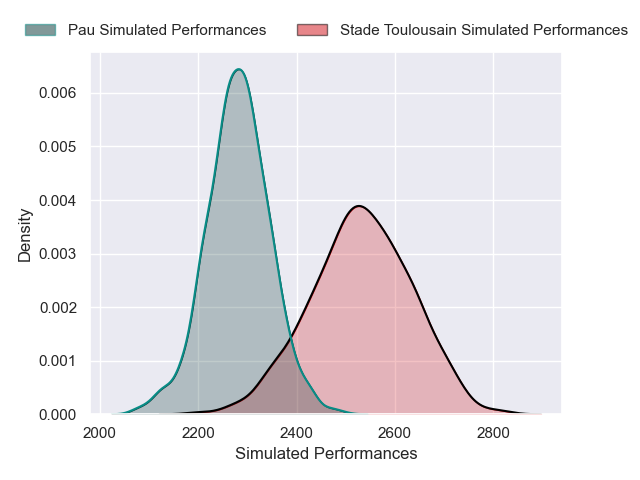 Pau Simulated Performances
Stade Toulousain Simulated Performances
0.006
0.005
0.004
0.003
0.002
0.001
0.000
Density
2000 2200 2400 2600 2800
Simulated Performances